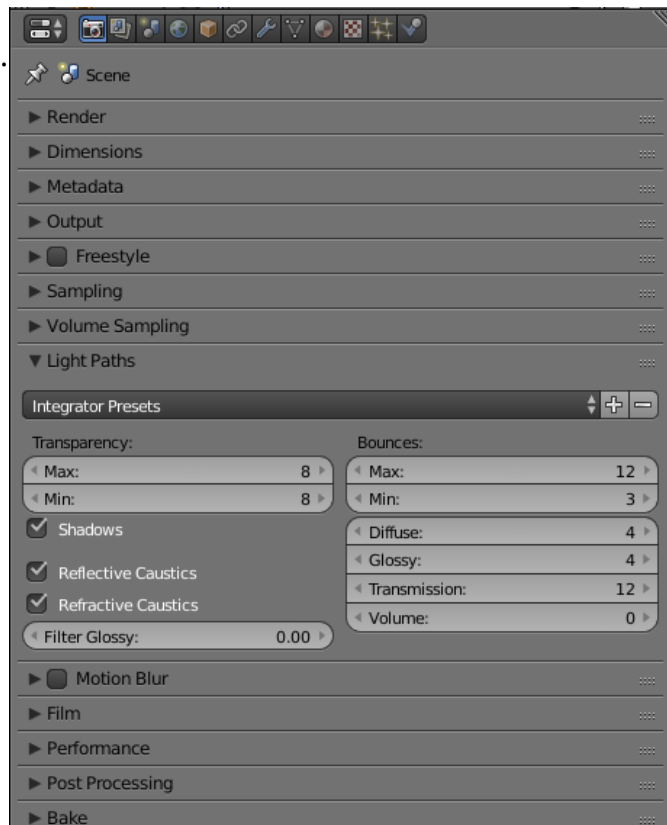 Scene
Render
Dimensions
Metadata
Output
Freestyle
Sampling
Volume Sampling
Light Paths
Integrator Presets
Transparency:
Max: 8
Min: 8
Shadows
Reflective Caustics
Refractive Caustics
Filter Glossy: 0.00
Bounces:
Max: 12
Min: 3
Diffuse: 4
Glossy: 4
Transmission: 12
Volume: 0
Motion Blur
Film
Performance
Post Processing
Bake